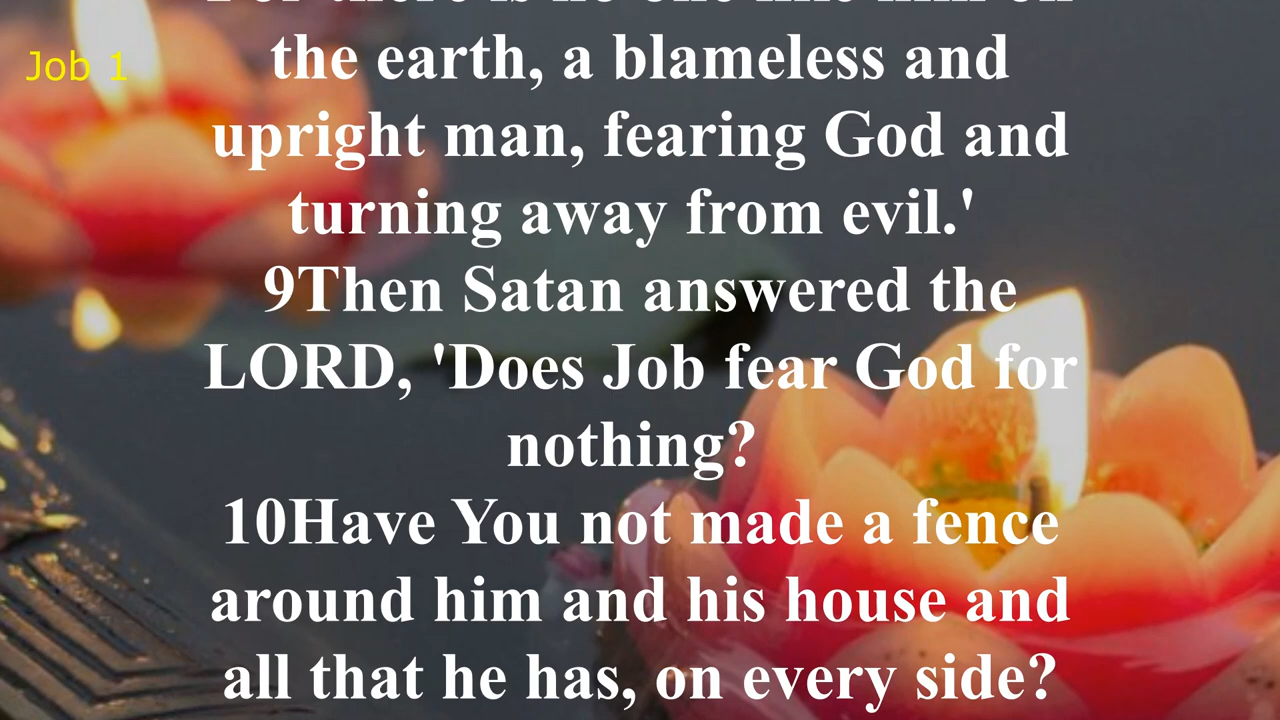 Job 1
the earth, a blameless and
upright man, fearing God and
turning away from evil.'
9Then Satan answered the
LORD, 'Does Job fear God for
nothing?
10Have You not made a fence
around him and his house and
all that he has, on every side?